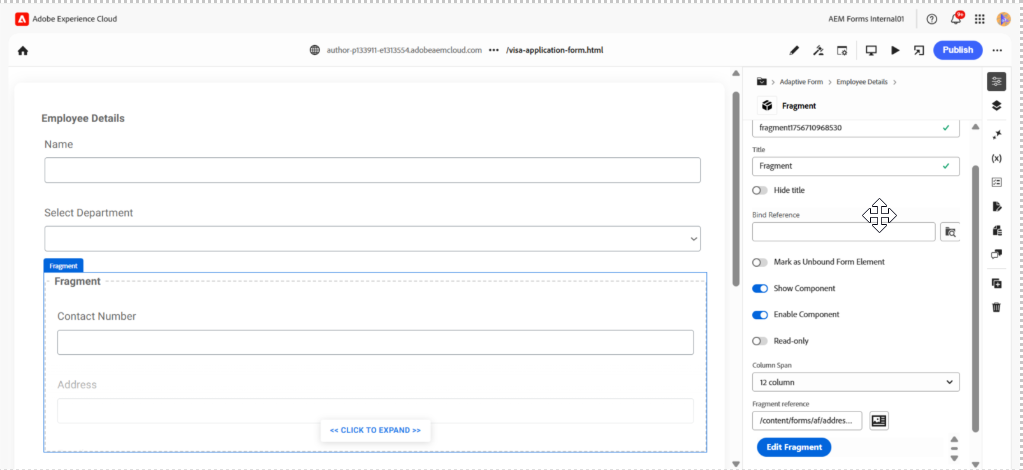 Adobe Experience Cloud
AEM Forms Internal01
9+
author-p133911-e1313554.adobeaemcloud.com ••• /visa-application-form.html
Publish
Adaptive Form > Employee Details >
Fragment
fragment1756710968530
Title
Fragment
Hide title
Bind Reference
Mark as Unbound Form Element
Show Component
Enable Component
Read-only
Column Span
12 column
Fragment reference
/content/forms/af/addres...
Edit Fragment
(x)
Employee Details
Name
Select Department
Fragment
Fragment
Contact Number
Address
<< CLICK TO EXPAND >>